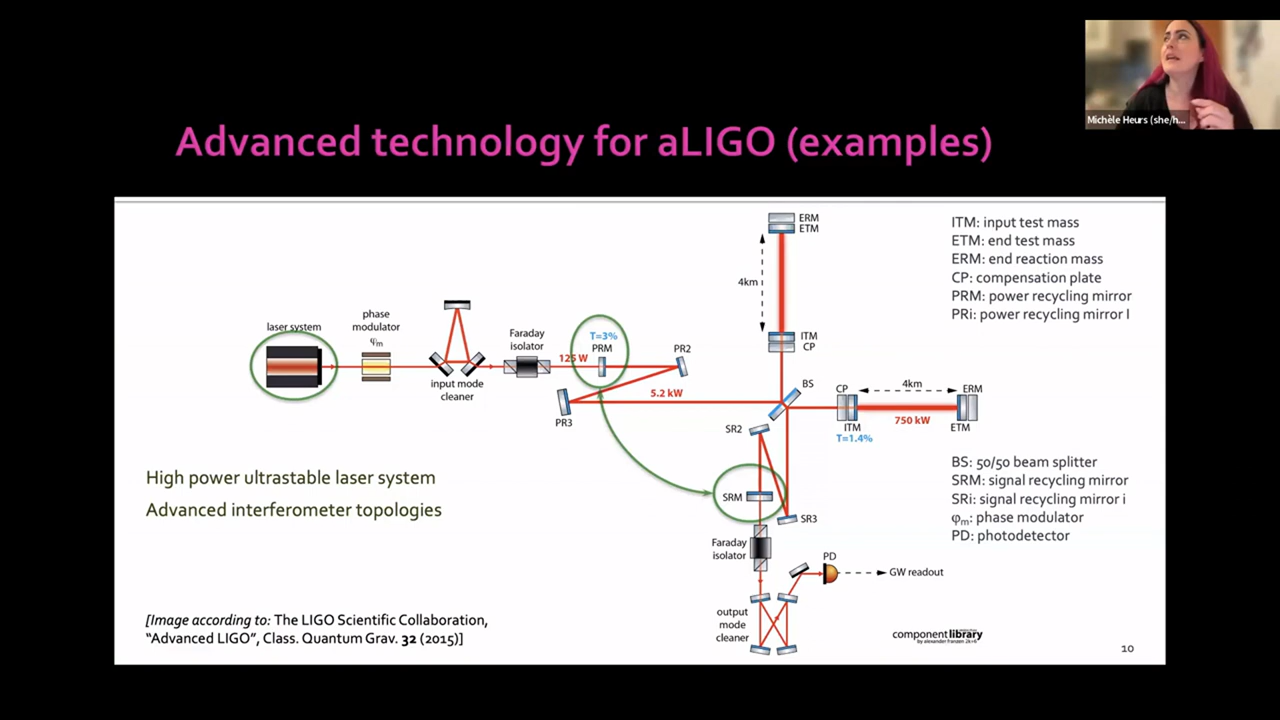 Michèle Heurs (she/h...
Advanced technology for aLIGO (examples)
ERM
ETM
4km
ITM
CP
ITM: input test mass
ETM: end test mass
ERM: end reaction mass
CP: compensation plate
PRM: power recycling mirror
PRi: power recycling mirror I
laser system
phase
modulator
φm
input mode
cleaner
Faraday
isolator
125 W
T=3%
PRM
PR2
PR3
5.2 kW
BS
CP
4km
ERM
ITM
T=1.4%
750 kW
ETM
SR2
SRM
SR3
High power ultrastable laser system
Advanced interferometer topologies
BS: 50/50 beam splitter
SRM: signal recycling mirror
SRi: signal recycling mirror i
φm: phase modulator
PD: photodetector
Faraday
isolator
PD
GW readout
output
mode
cleaner
[Image according to: The LIGO Scientific Collaboration,
“Advanced LIGO”, Class. Quantum Grav. 32 (2015)]
componentlibrary
10